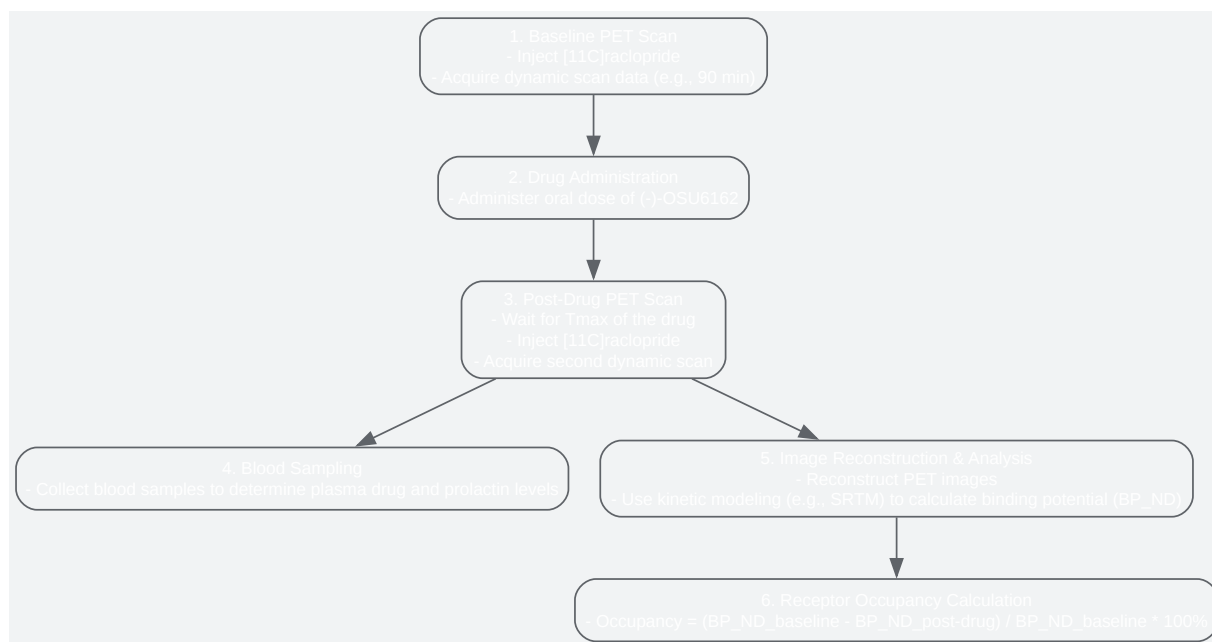 1. Baseline PET Scan
- Inject [11C]raclopride
- Acquire dynamic scan data (e.g., 90 min)
2. Drug Administration
- Administer oral dose of (-)-OSU6162
3. Post-Drug PET Scan
- Wait for Tmax of the drug
- Inject [11C]raclopride
- Acquire second dynamic scan
4. Blood Sampling
- Collect blood samples to determine plasma drug and prolactin levels
5. Image Reconstruction & Analysis
- Reconstruct PET images
- Use kinetic modeling (e.g., SRTM) to calculate binding potential (BP_ND)
6. Receptor Occupancy Calculation
- Occupancy = (BP_ND_baseline - BP_ND_post-drug) / BP_ND_baseline * 100%